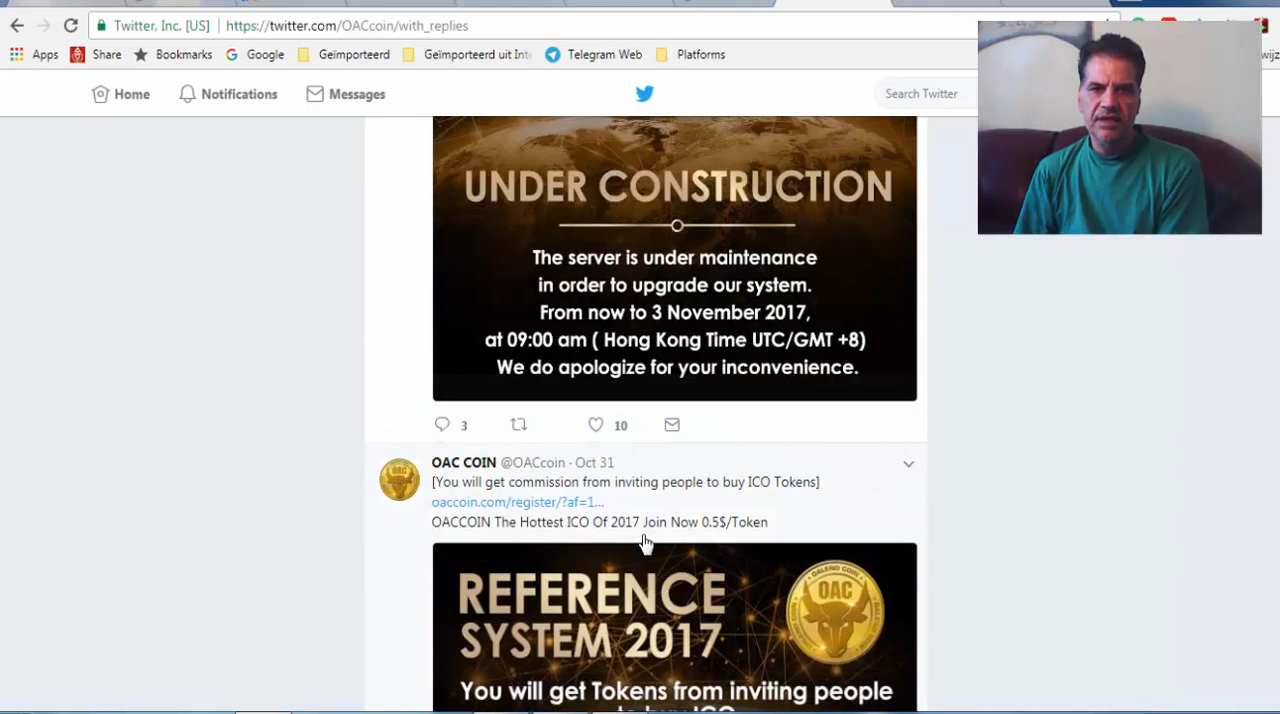 Twitter, Inc. [US] https://twitter.com/OACcoin/with_replies
Apps Share Bookmarks Google Geïmporteerd Geïmporteerd uit Inte Telegram Web Platforms
Home Notifications Messages Search Twitter
UNDER CONSTRUCTION
The server is under maintenance
in order to upgrade our system.
From now to 3 November 2017,
at 09:00 am ( Hong Kong Time UTC/GMT +8)
We do apologize for your inconvenience.
3 10
OAC COIN @OACcoin · Oct 31
[You will get commission from inviting people to buy ICO Tokens]
oaccoin.com/register/?af=1...
OACCOIN The Hottest ICO Of 2017 Join Now 0.5$/Token
REFERENCE
SYSTEM 2017
OAC
You will get Tokens from inviting people
to buy ICO